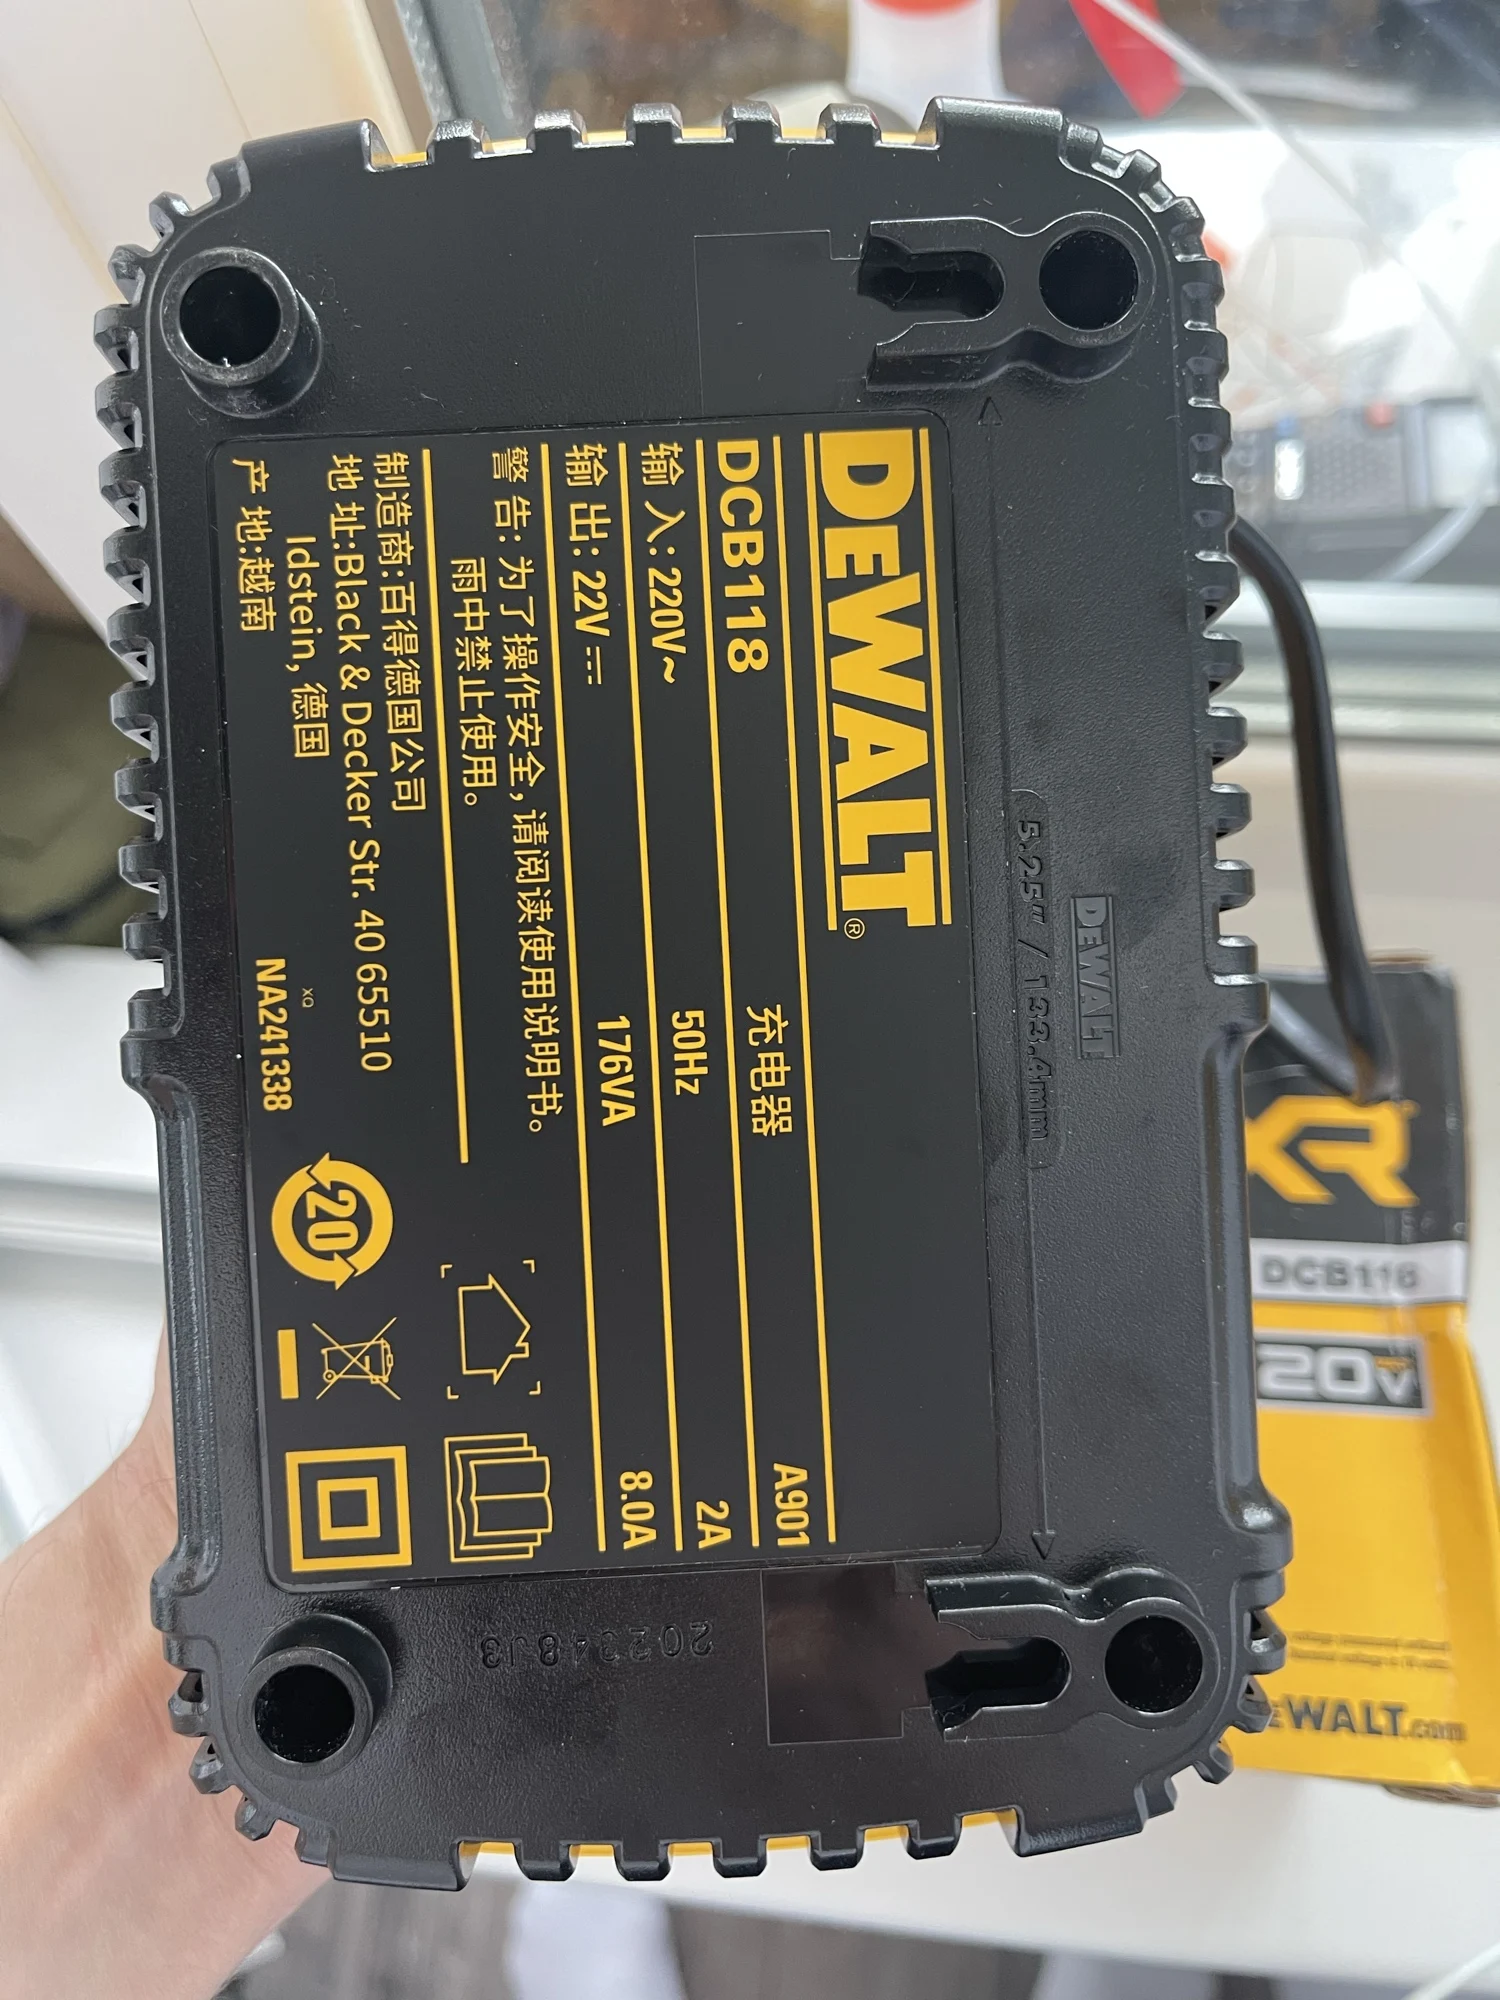 DEWALT®
DCB118 充电器 A901
输 入: 220V~ 50Hz 2A
输 出: 22V 176VA 8.0A
警 告: 为了操作安全,请阅读使用说明书。
雨中禁止使用。
制造商:百得德国公司
地 址:Black & Decker Str. 40 65510
Idstein, 德国
产 地:越南
XQ
NA241338
20
DEWALT
5.25" / 133.4mm
202348J3
XR
DCB118
20V
DEWALT.com